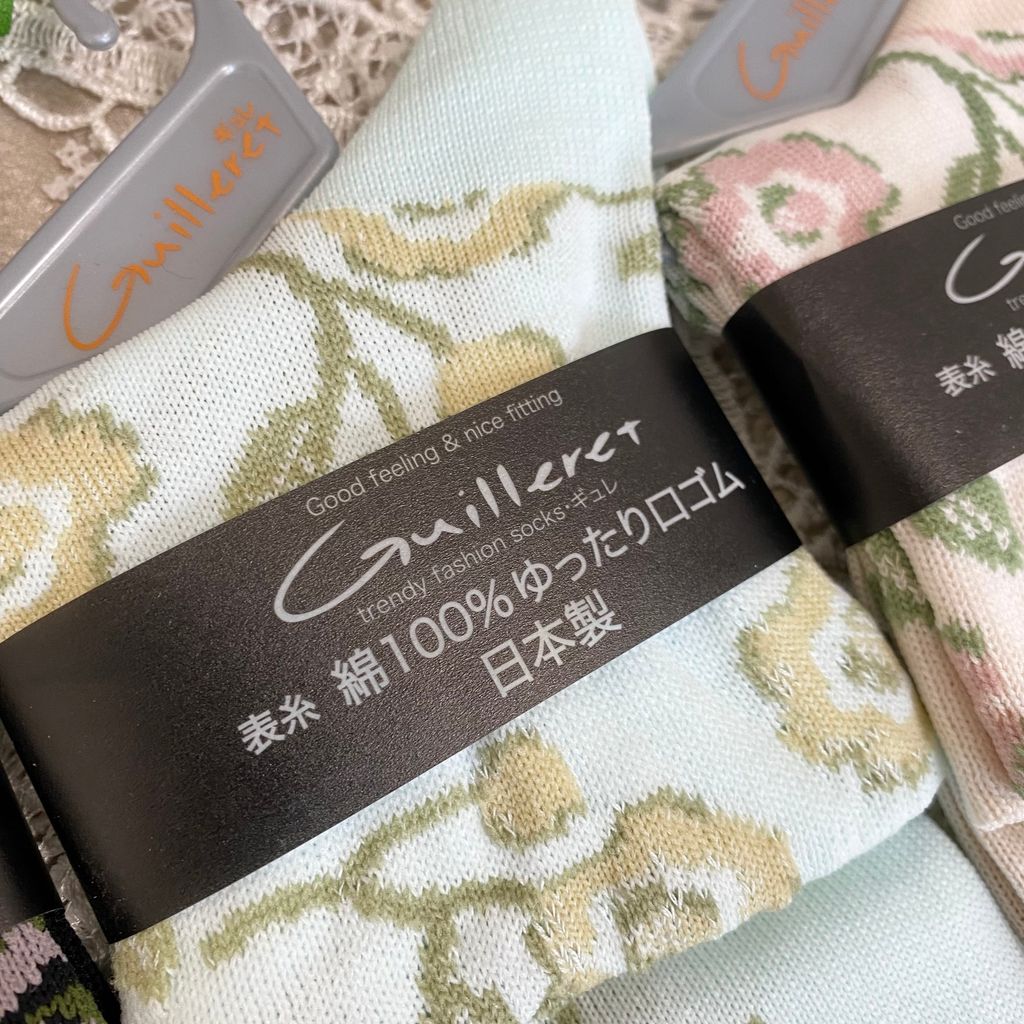 ギュレ
Guilleret
Good feeling & nice fitting
Guilleret
trendy fashion socks・ギュレ
表糸 綿100%ゆったり口ゴム
日本製
Good feeling
表糸 綿